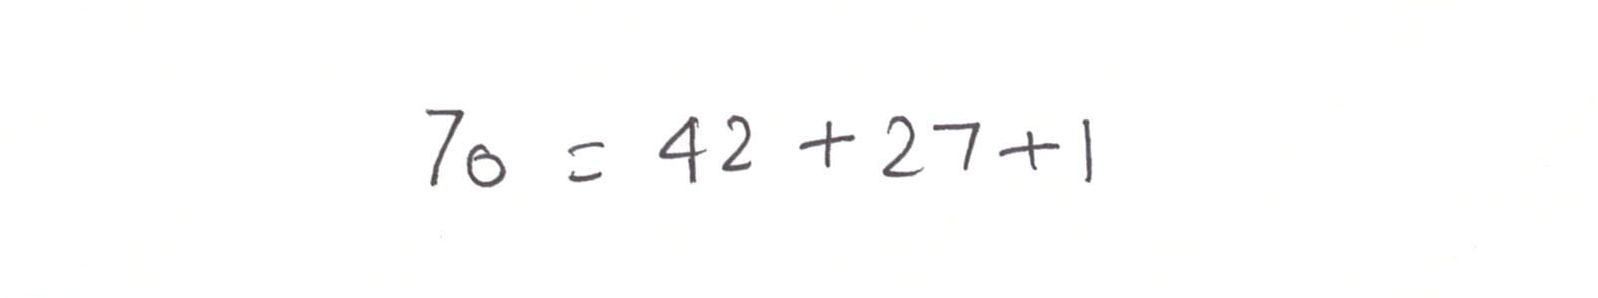 70 = 42 + 27 + 1